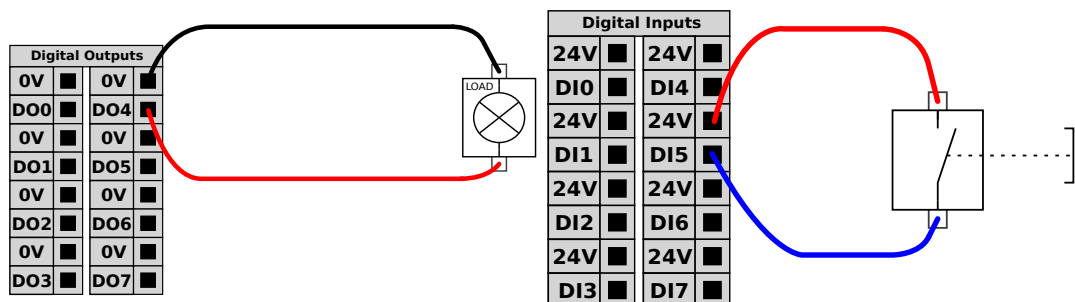 Digital Outputs
0V 0V
DO0 DO4
0V 0V
DO1 DO5
0V 0V
DO2 DO6
0V 0V
DO3 DO7
LOAD
Digital Inputs
24V 24V
DI0 DI4
24V 24V
DI1 DI5
24V 24V
DI2 DI6
24V 24V
DI3 DI7